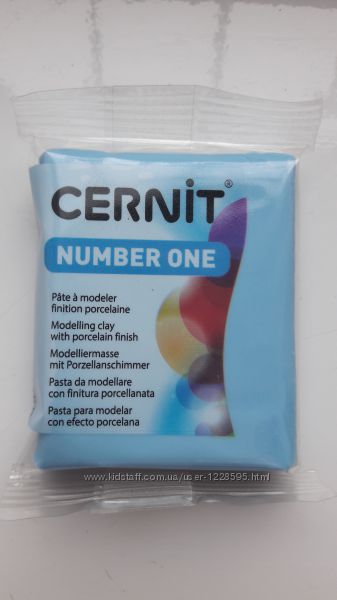 CERNiT®
NUMBER ONE
Pâte à modeler
finition porcelaine
Modelling clay
with porcelain finish
Modelliermasse
mit Porzellanschimmer
Pasta da modellare
con finitura porcellanata
Pasta para modelar
con efecto porcelana
www.kidstaff.com.ua/user-1228595.html